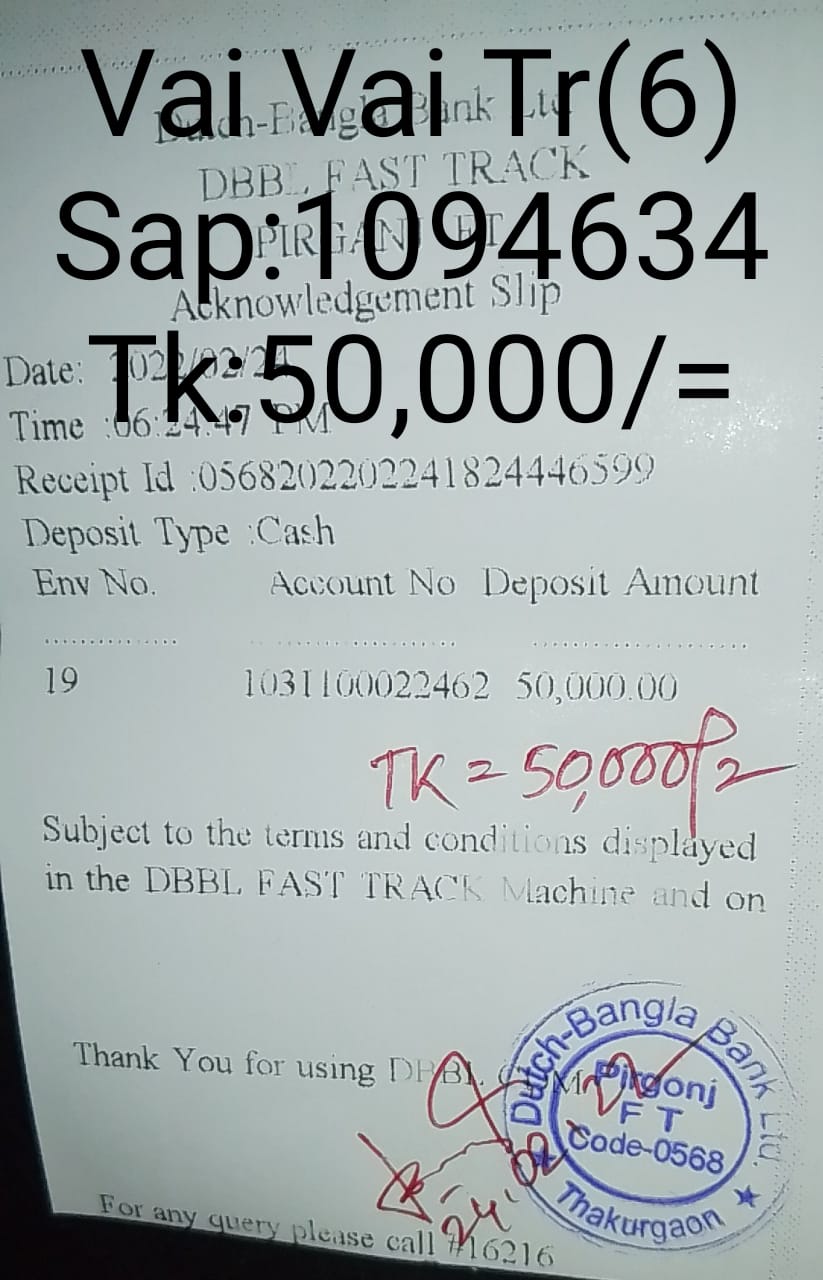 Vai Vai Tr(6)
Sap:1094634
Tk:50,000/=
Dutch-Bangla Bank Ltd
DBBL FAST TRACK
PIRGANJ FT
Acknowledgement Slip
Date: 2022/02/24
Time :06:24:47 PM
Receipt Id :0568202202241824446599
Deposit Type :Cash
Env No. Account No Deposit Amount
19 1031100022462 50,000.00
TK = 50,000/=
Subject to the terms and conditions displayed
in the DBBL FAST TRACK Machine and on
Thank You for using DBBL CDM
Dutch-Bangla Bank Ltd.
Pirgonj
F T
Code-0568
Thakurgaon
24.02
For any query please call #16216